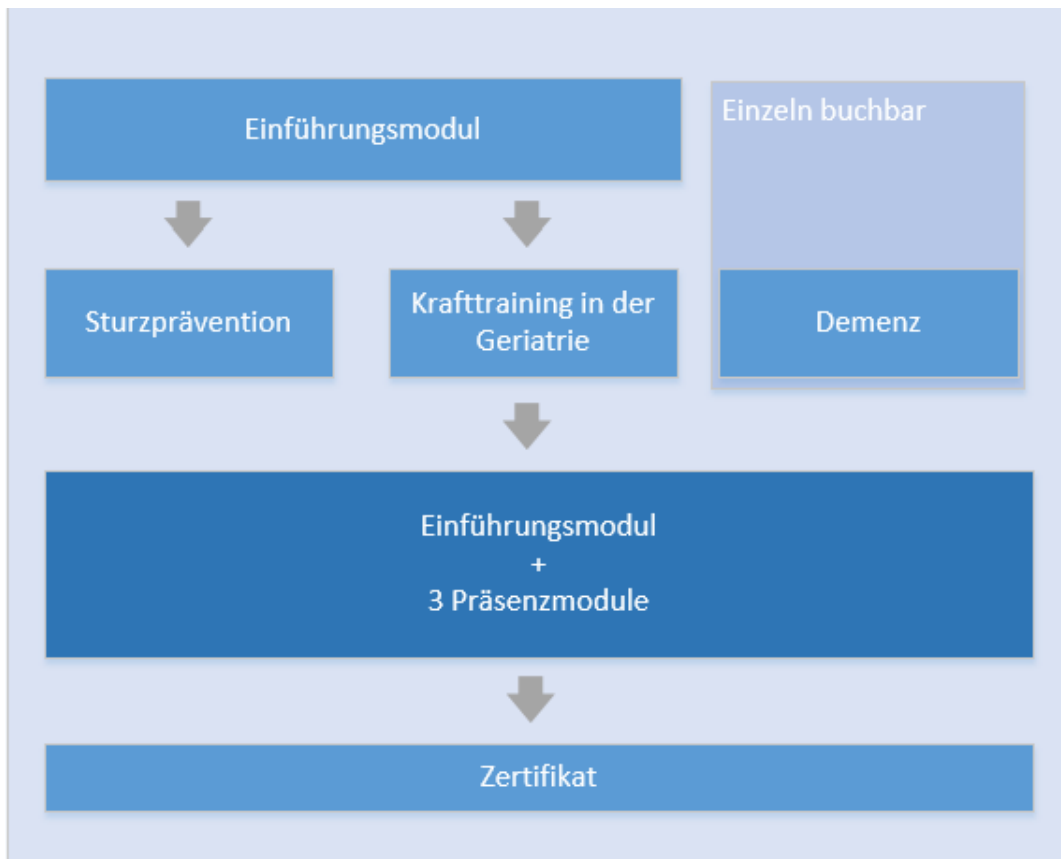 Einführungsmodul
Einzeln buchbar
Sturzprävention
Krafttraining in der
Geriatrie
Demenz
Einführungsmodul
+
3 Präsenzmodule
Zertifikat